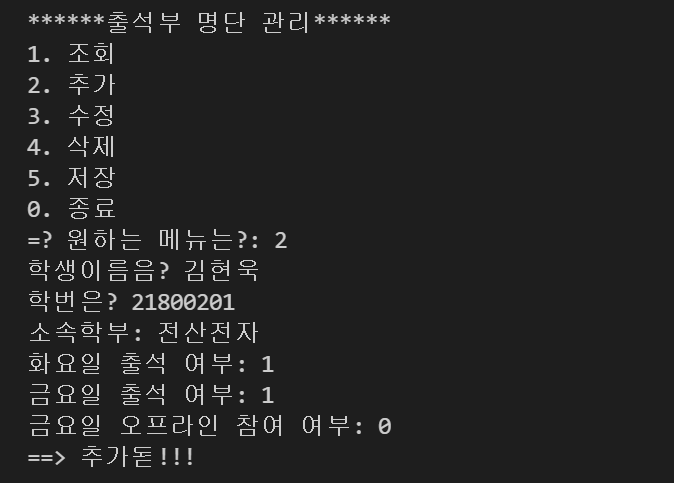 ******출석부 명단 관리******
1. 조회
2. 추가
3. 수정
4. 삭제
5. 저장
0. 종료
=? 원하는 메뉴는?: 2
학생이름음? 김현욱
학번은? 21800201
소속학부: 전산전자
화요일 출석 여부: 1
금요일 출석 여부: 1
금요일 오프라인 참여 여부: 0
==> 추가돋!!!